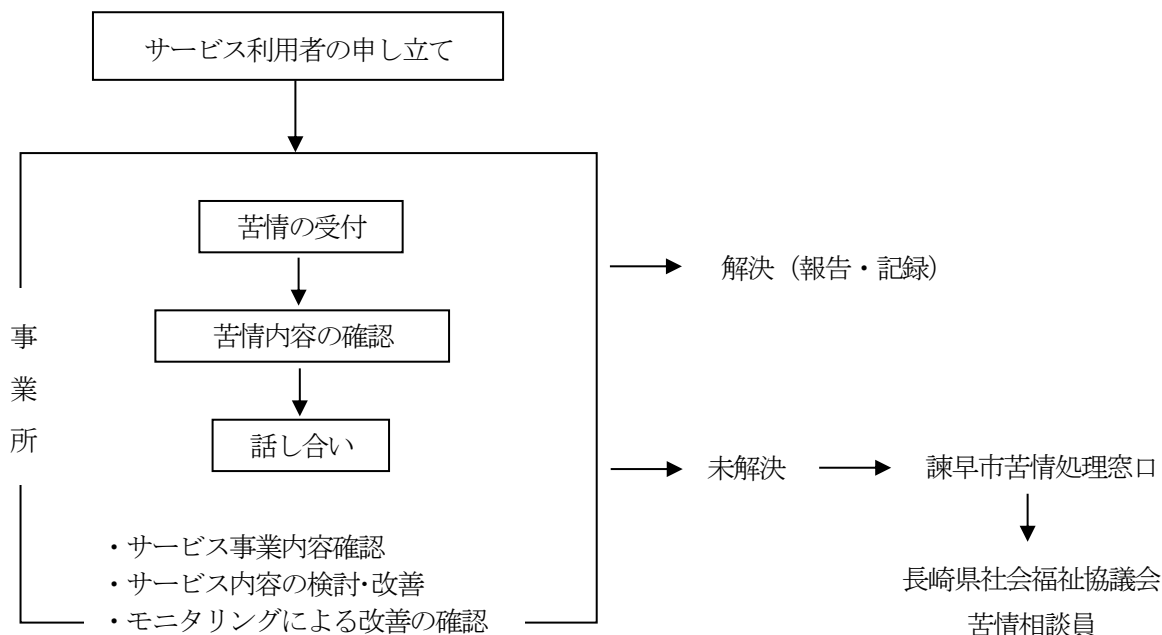 サービス利用者の申し立て
苦情の受付
解決（報告・記録）
事業所
苦情内容の確認
話し合い
未解決
諫早市苦情処理窓口
・サービス事業内容確認
・サービス内容の検討･改善
・モニタリングによる改善の確認
長崎県社会福祉協議会
苦情相談員